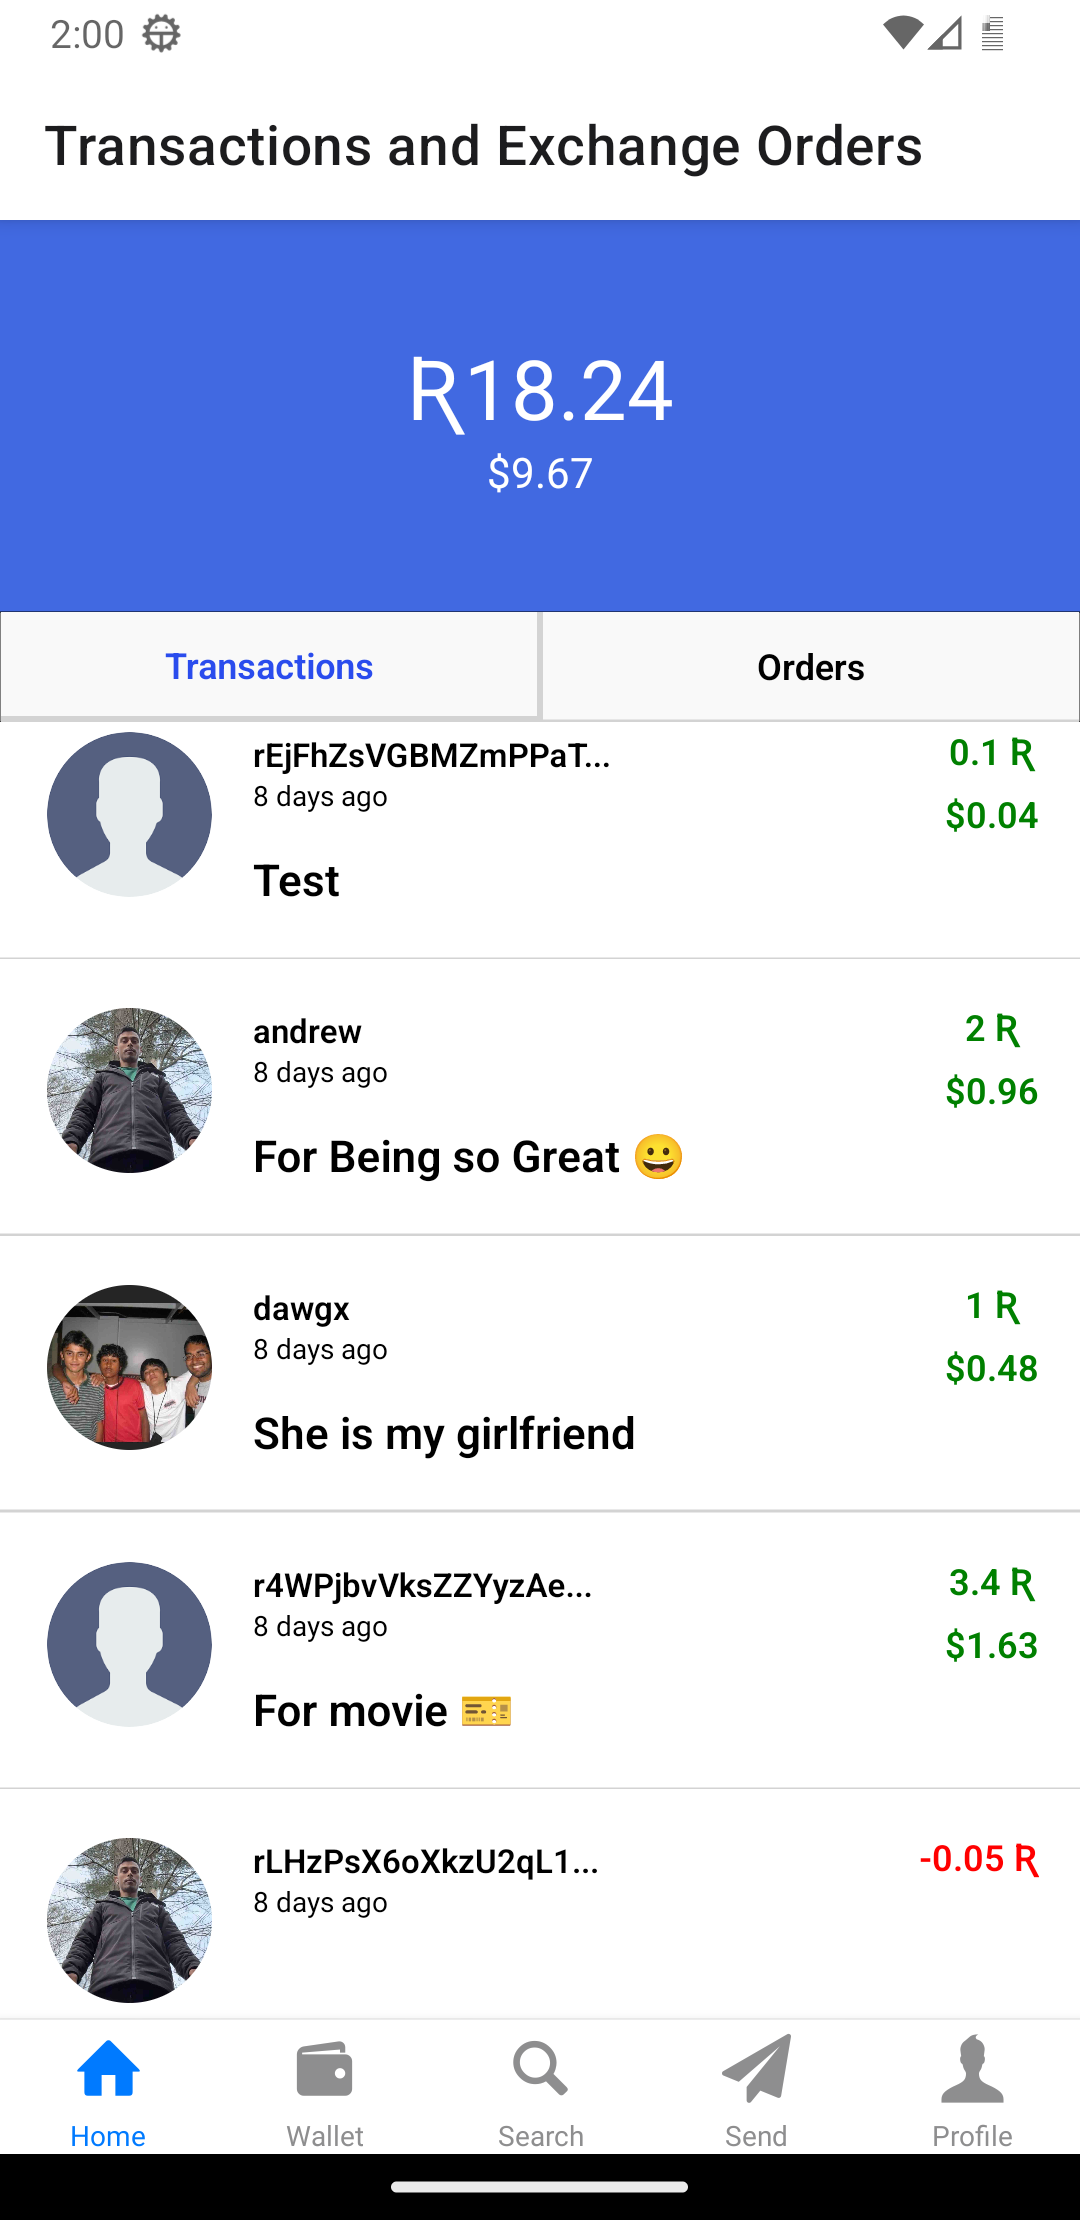 2:00
Transactions and Exchange Orders
Ʀ18.24
$9.67
Transactions
Orders
rEjFhZsVGBMZmPPaT...
0.1 Ʀ
8 days ago
$0.04
Test
andrew
2 Ʀ
8 days ago
$0.96
For Being so Great 😀
dawgx
1 Ʀ
8 days ago
$0.48
She is my girlfriend
r4WPjbvVksZZYyzAe...
3.4 Ʀ
8 days ago
$1.63
For movie 🎫
rLHzPsX6oXkzU2qL1...
-0.05 Ʀ
8 days ago
Home
Wallet
Search
Send
Profile